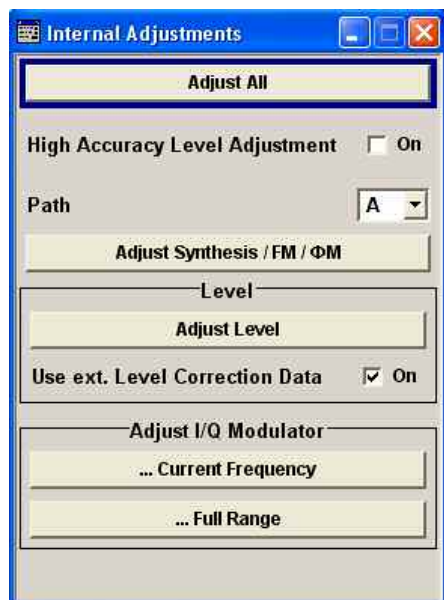 Internal Adjustments
Adjust All
High Accuracy Level Adjustment On
Path A
Adjust Synthesis / FM / ΦM
Level
Adjust Level
Use ext. Level Correction Data On
Adjust I/Q Modulator
... Current Frequency
... Full Range